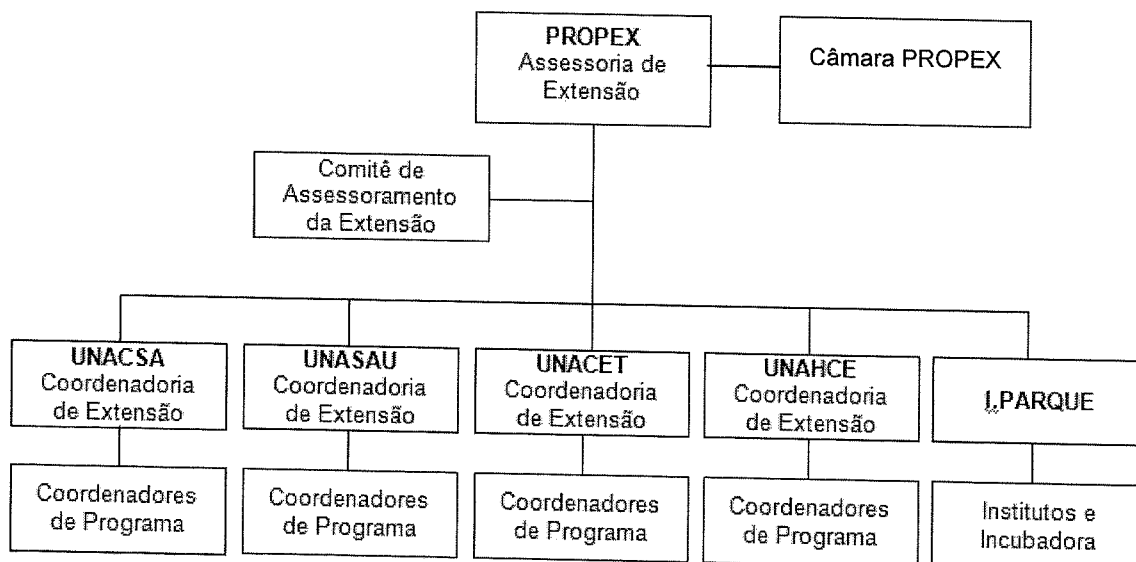 PROPEX
Assessoria de
Extensão
Câmara PROPEX
Comitê de
Assessoramento
da Extensão
UNACSA
Coordenadoria
de Extensão
UNASAU
Coordenadoria
de Extensão
UNACET
Coordenadoria
de Extensão
UNAHCE
Coordenadoria
de Extensão
I.PARQUE
Coordenadores
de Programa
Coordenadores
de Programa
Coordenadores
de Programa
Coordenadores
de Programa
Institutos e
Incubadora